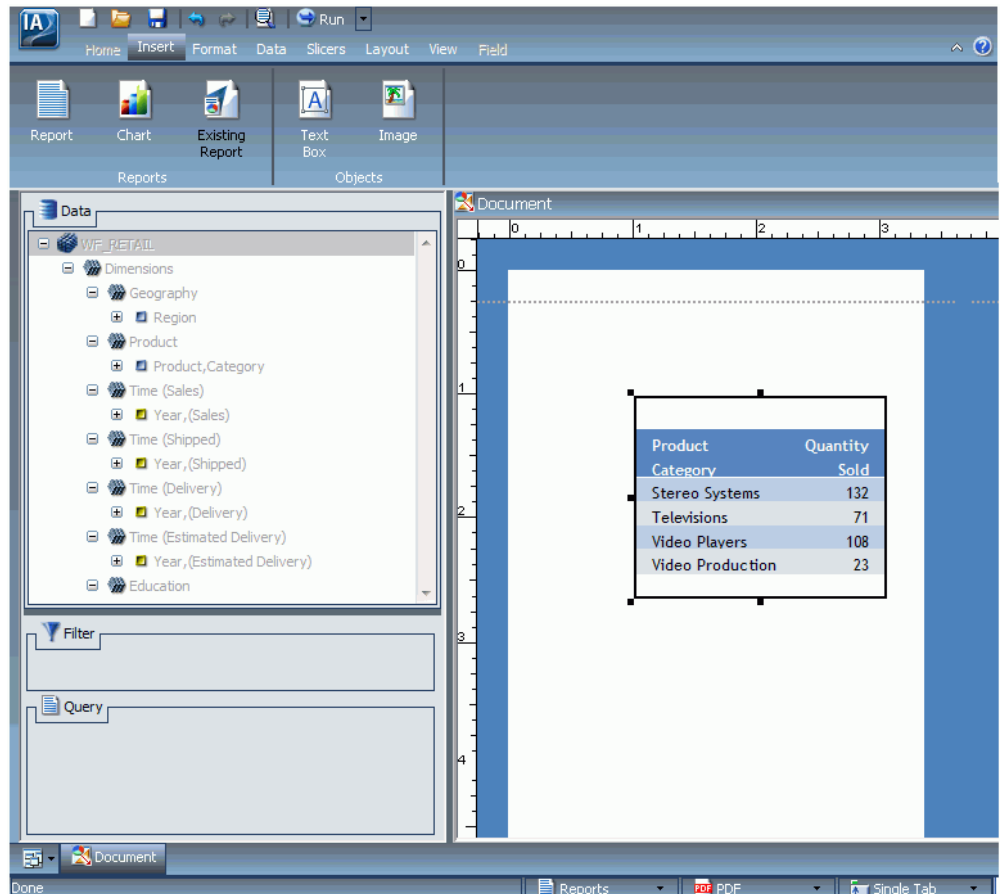 IA
Run
Home Insert Format Data Slicers Layout View Field
Report Chart Existing Report Text Box Image
Reports Objects
Data
WF_RETAIL
Dimensions
Geography
Region
Product
Product,Category
Time (Sales)
Year,(Sales)
Time (Shipped)
Year,(Shipped)
Time (Delivery)
Year,(Delivery)
Time (Estimated Delivery)
Year,(Estimated Delivery)
Education
Filter
Query
Document
0 1 2 3
0
1
2
3
4
Product Quantity
Category Sold
Stereo Systems 132
Televisions 71
Video Players 108
Video Production 23
Document
Done Reports PDF PDF Single Tab